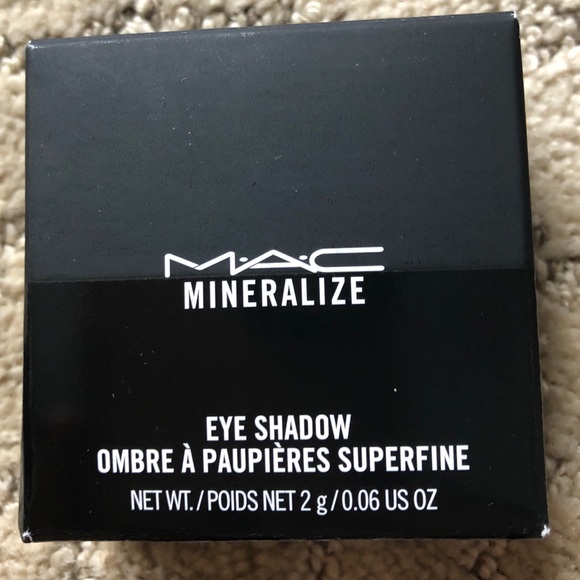 M·A·C
MINERALIZE
EYE SHADOW
OMBRE À PAUPIÈRES SUPERFINE
NET WT./POIDS NET 2 g/0.06 US OZ